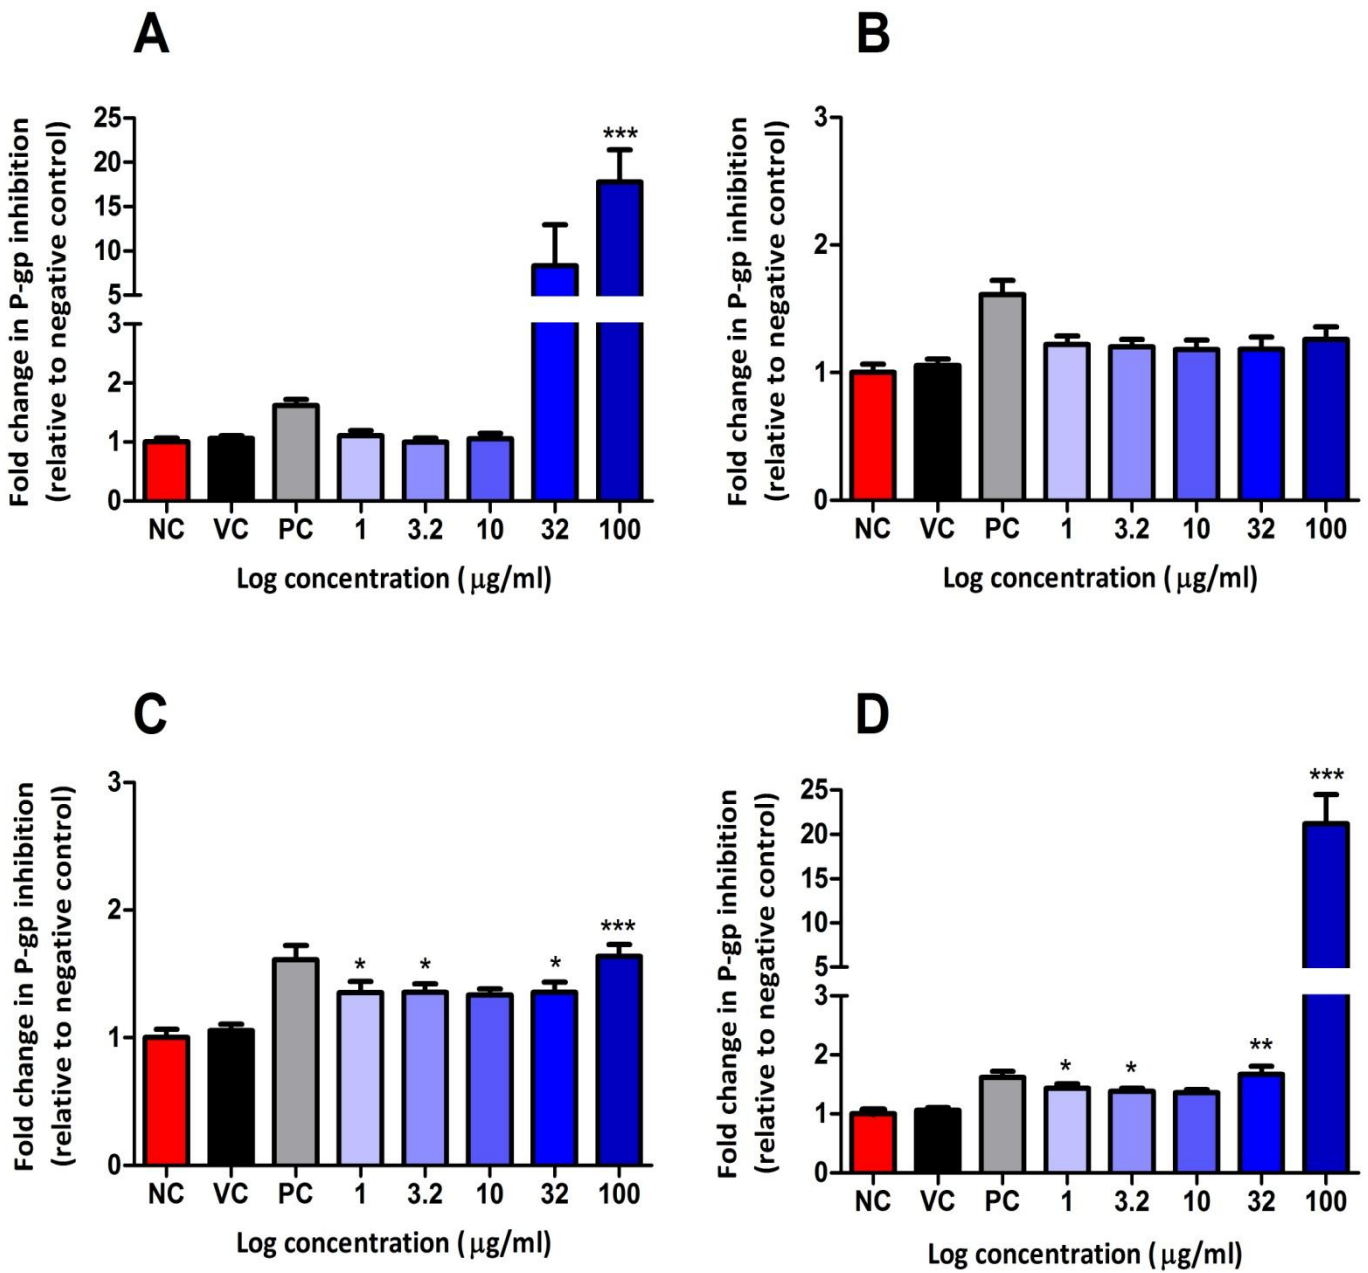 A
Fold change in P-gp inhibition
(relative to negative control)
25
20
15
10
5
3
2
1
0
***
NC VC PC 1 3.2 10 32 100
Log concentration ( μg/ml)
B
Fold change in P-gp inhibition
(relative to negative control)
3
2
1
0
NC VC PC 1 3.2 10 32 100
Log concentration ( μg/ml)
C
Fold change in P-gp inhibition
(relative to negative control)
3
2
1
0
* * * ***
NC VC PC 1 3.2 10 32 100
Log concentration ( μg/ml)
D
Fold change in P-gp inhibition
(relative to negative control)
25
20
15
10
5
3
2
1
0
* * ** ***
NC VC PC 1 3.2 10 32 100
Log concentration ( μg/ml)